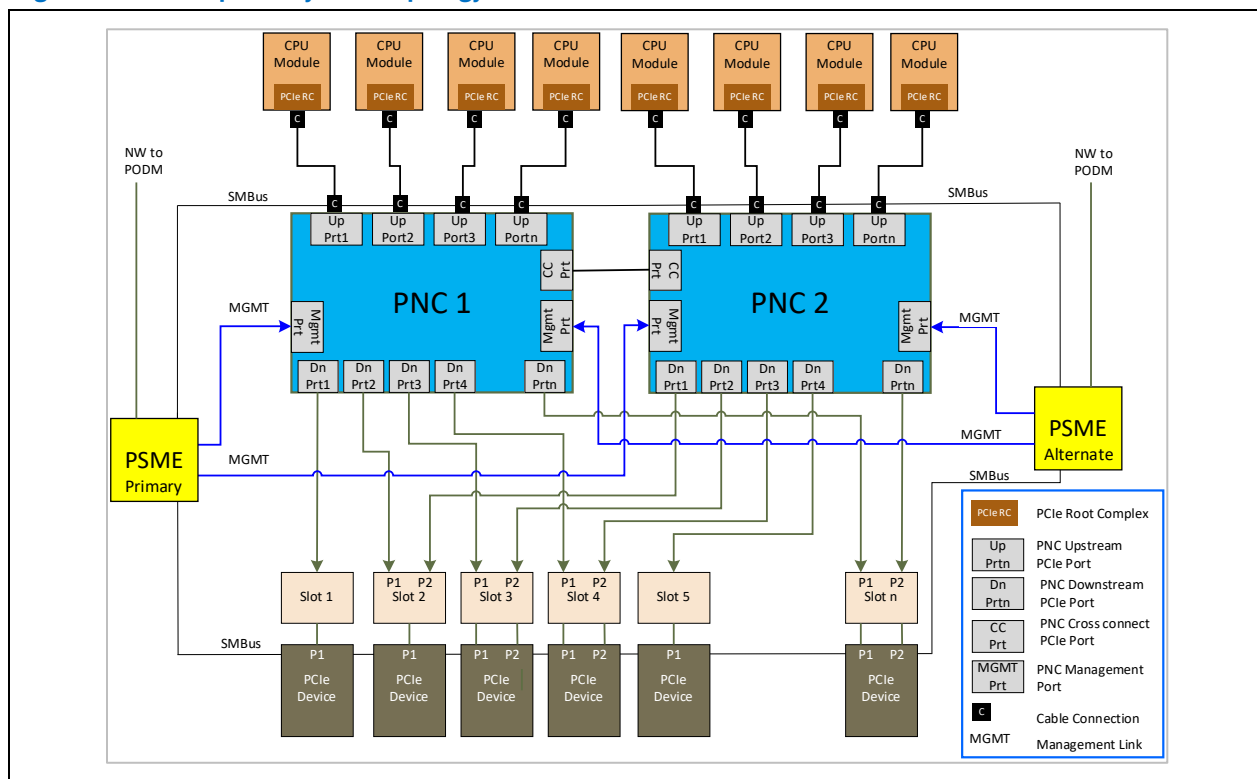 CPU
Module
PCIe RC
C
CPU
Module
PCIe RC
C
CPU
Module
PCIe RC
C
CPU
Module
PCIe RC
C
CPU
Module
PCIe RC
C
CPU
Module
PCIe RC
C
CPU
Module
PCIe RC
C
CPU
Module
PCIe RC
C
NW to
PODM
NW to
PODM
SMBus
SMBus
C
C
C
C
C
C
C
C
Up
Prt1
Up
Port2
Up
Port3
Up
Portn
Up
Prt1
Up
Port2
Up
Port3
Up
Portn
CC
Prt
CC
Prt
PNC 1
PNC 2
MGMT
Mgmt
Prt
Mgmt
Prt
Mgmt
Prt
Mgmt
Prt
MGMT
Dn
Prt1
Dn
Prt2
Dn
Prt3
Dn
Prt4
Dn
Prtn
Dn
Prt1
Dn
Prt2
Dn
Prt3
Dn
Prt4
Dn
Prtn
PSME
Primary
MGMT
MGMT
PSME
Alternate
SMBus
Slot 1
P1 P2
Slot 2
P1 P2
Slot 3
P1 P2
Slot 4
Slot 5
P1 P2
Slot n
SMBus
P1
PCIe
Device
P1
PCIe
Device
P1 P2
PCIe
Device
P1 P2
PCIe
Device
P1
PCIe
Device
P1 P2
PCIe
Device
PCIe RC PCIe Root Complex
Up
Prtn
PNC Upstream
PCIe Port
Dn
Prtn
PNC Downstream
PCIe Port
CC
Prt
PNC Cross connect
PCIe Port
MGMT
Prt
PNC Management
Port
C Cable Connection
MGMT Management Link